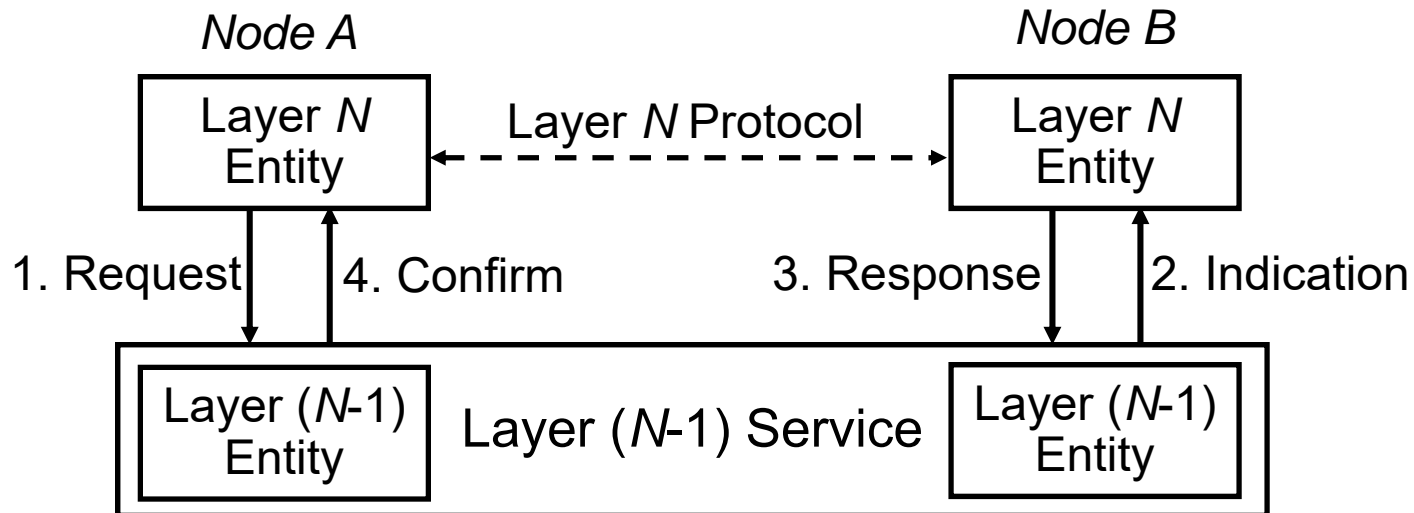 Node A
Node B
Layer N
Entity
Layer N Protocol
Layer N
Entity
1. Request
4. Confirm
3. Response
2. Indication
Layer (N-1)
Entity
Layer (N-1) Service
Layer (N-1)
Entity